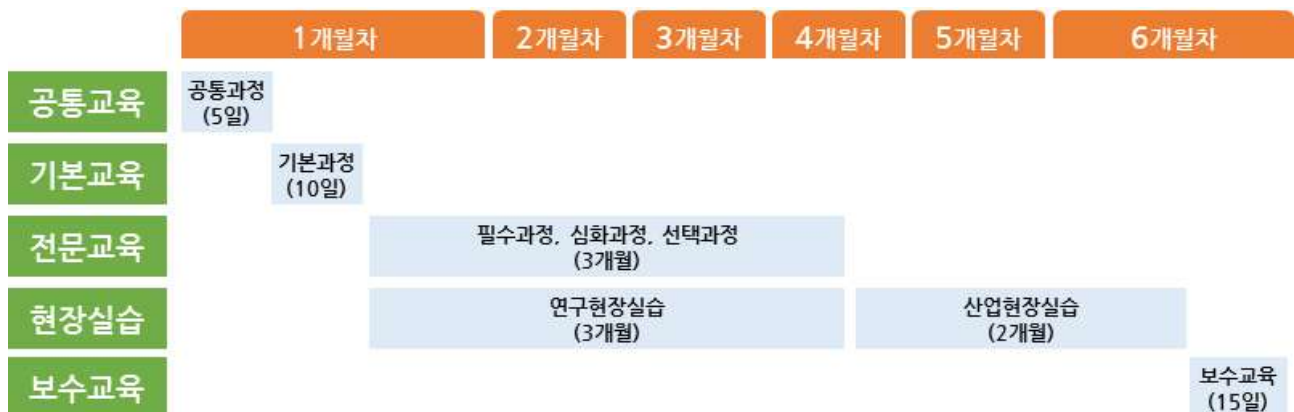 1개월차 2개월차 3개월차 4개월차 5개월차 6개월차
공통교육
공통과정
(5일)
기본교육
기본과정
(10일)
전문교육
필수과정, 심화과정, 선택과정
(3개월)
현장실습
연구현장실습
(3개월)
산업현장실습
(2개월)
보수교육
보수교육
(15일)